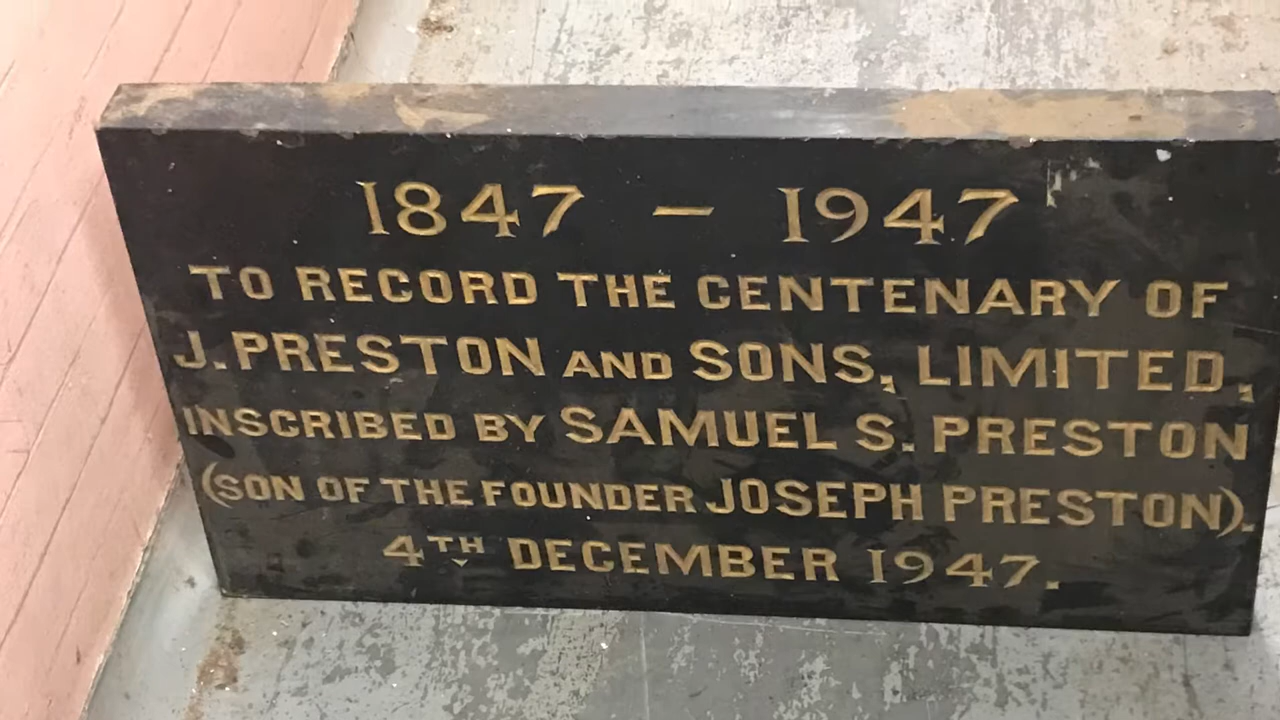 1847 – 1947
TO RECORD THE CENTENARY OF
J. PRESTON AND SONS, LIMITED,
INSCRIBED BY SAMUEL S. PRESTON
(SON OF THE FOUNDER JOSEPH PRESTON).
4TH DECEMBER 1947.